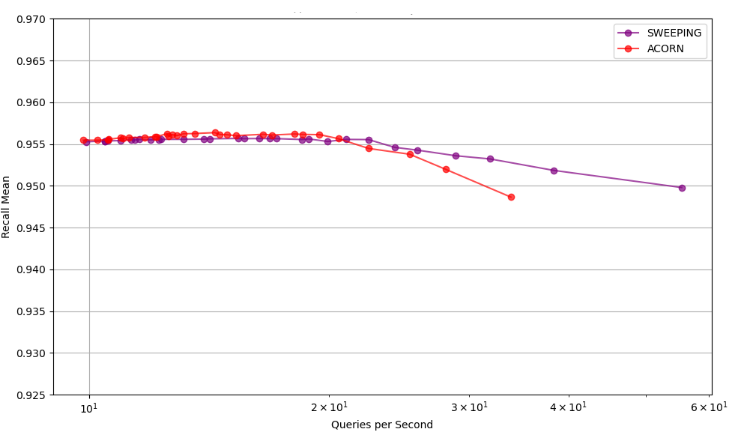 SWEEPING
ACORN
0.970
0.965
0.960
0.955
0.950
0.945
0.940
0.935
0.930
0.925
Recall Mean
10¹
2 × 10¹
3 × 10¹
4 × 10¹
6 × 10¹
Queries per Second